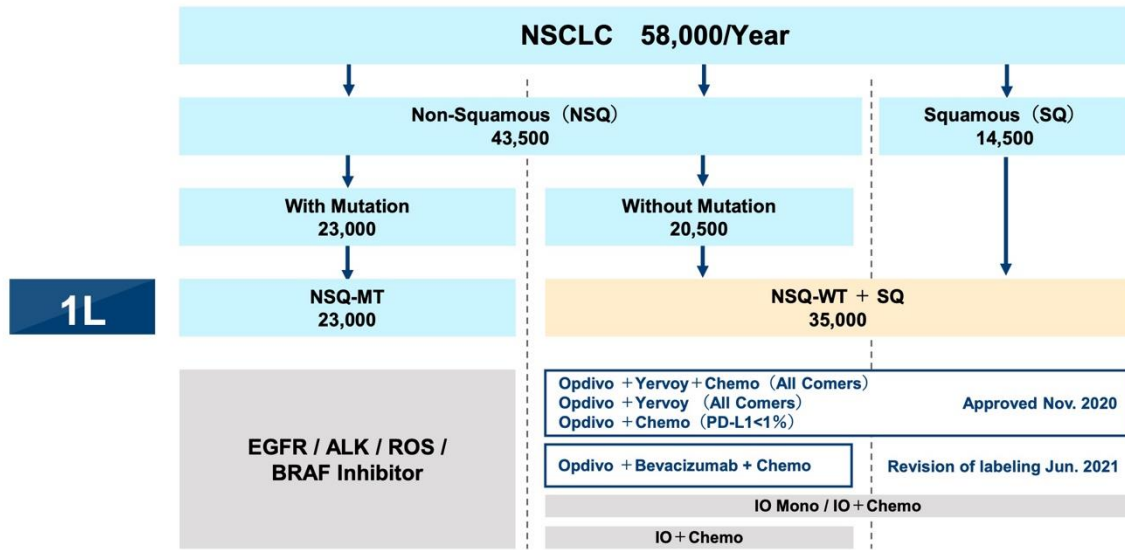 NSCLC 58,000/Year
Non-Squamous（NSQ）
43,500
Squamous（SQ）
14,500
With Mutation
23,000
Without Mutation
20,500
1L
NSQ-MT
23,000
NSQ-WT + SQ
35,000
EGFR / ALK / ROS /
BRAF Inhibitor
Opdivo +Yervoy+Chemo（All Comers）
Opdivo +Yervoy （All Comers）
Opdivo +Chemo（PD-L1<1%）
Approved Nov. 2020
Opdivo +Bevacizumab + Chemo
Revision of labeling Jun. 2021
IO Mono / IO+Chemo
IO+Chemo